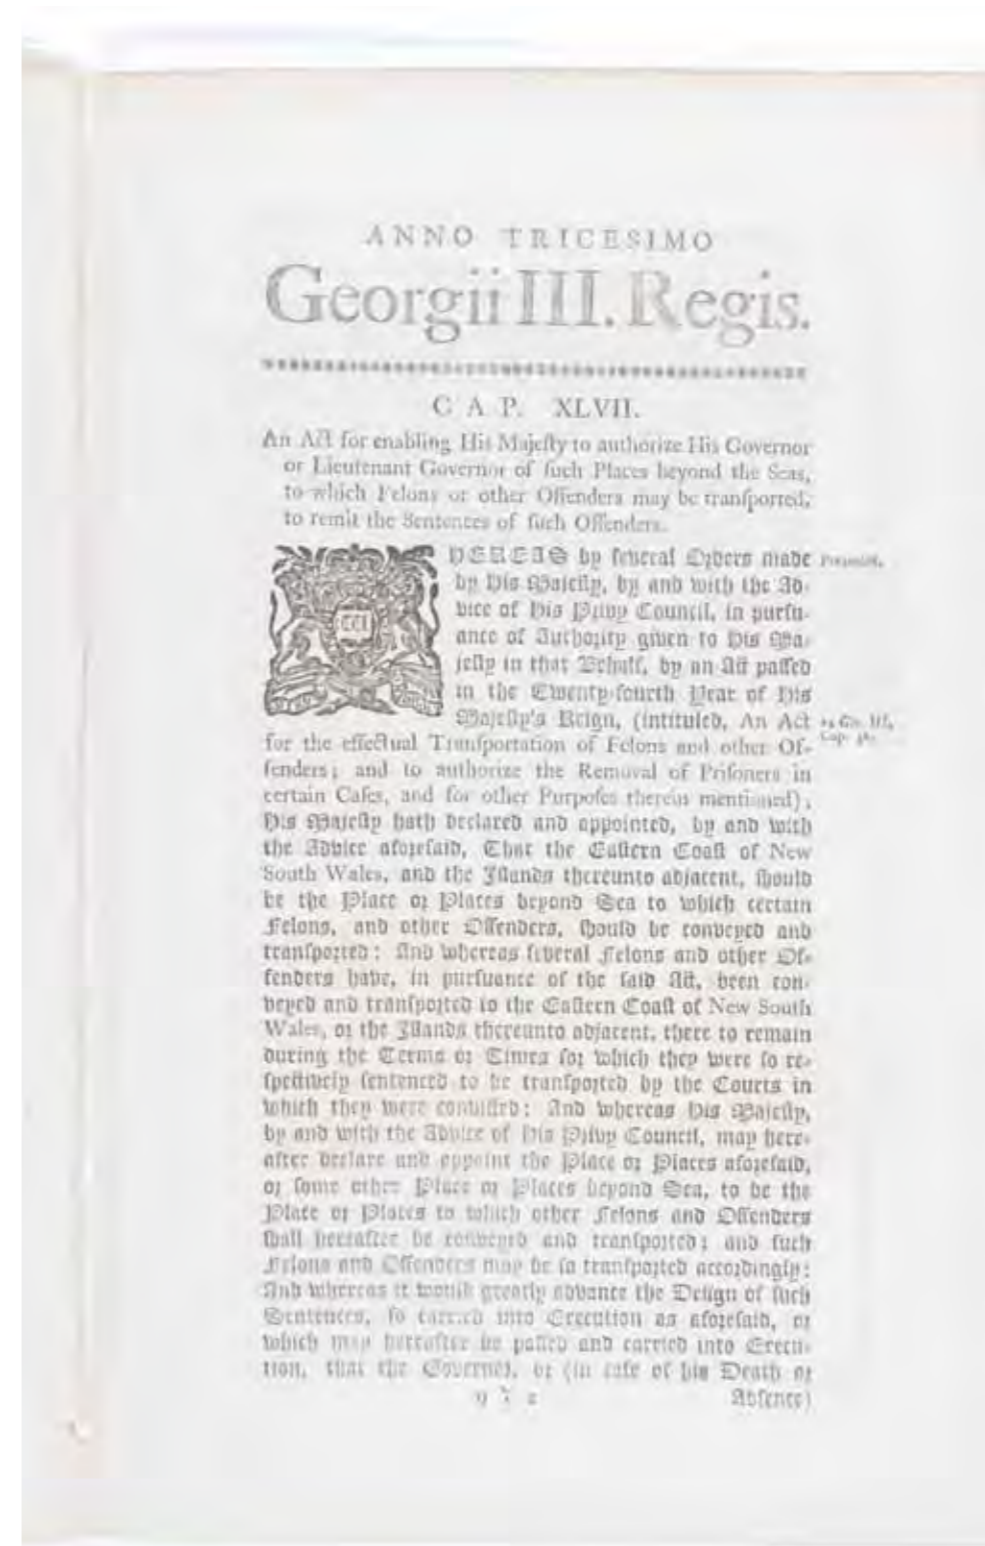 ANNO TRICESIMO
Georgii III. Regis.
CAP. XLVII.
An Act for enabling His Majeſty to authorize His Governor
or Lieutenant Governor of ſuch Places beyond the Seas,
to which Felons or other Offenders may be tranſported,
to remit the Sentences of ſuch Offenders.
HEREAS by ſeveral Orders made
Preamble.
by His Majeſty, by and with the Ad-
vice of His Privy Council, in purſu-
ance of Authority given to His Ma-
jeſty in that Behalf, by an Act paſſed
in the Twenty-fourth Year of His
Majeſty's Reign, (intituled, An Act
24 Geo. III.
for the effectual Tranſportation of Felons and other Of-
Cap. 56.
fenders; and to authorize the Removal of Priſoners in
certain Caſes, and for other Purpoſes therein mentioned),
His Majeſty hath declared and appointed, by and with
the Advice aforeſaid, That the Eaſtern Coaſt of New
South Wales, and the Iſlands thereunto adjacent, ſhould
be the Place or Places beyond Sea to which certain
Felons, and other Offenders, ſhould be conveyed and
tranſported: And whereas ſeveral Felons and other Of-
fenders have, in purſuance of the ſaid Act, been con-
veyed and tranſported to the Eaſtern Coaſt of New South
Wales, or the Iſlands thereunto adjacent, there to remain
during the Terms or Times for which they were ſo re-
ſpectively ſentenced to be tranſported by the Courts in
which they were convicted: And whereas His Majeſty,
by and with the Advice of His Privy Council, may here-
after declare and appoint the Place or Places aforeſaid,
or ſome other Place or Places beyond Sea, to be the
Place or Places to which other Felons and Offenders
ſhall hereafter be conveyed and tranſported; and ſuch
Felons and Offenders may be ſo tranſported accordingly:
And whereas it would greatly advance the Deſign of ſuch
Sentences, ſo carried into Execution as aforeſaid, or
which may hereafter be paſſed and carried into Execu-
tion, that the Governor, or (in caſe of his Death or
Abſence)